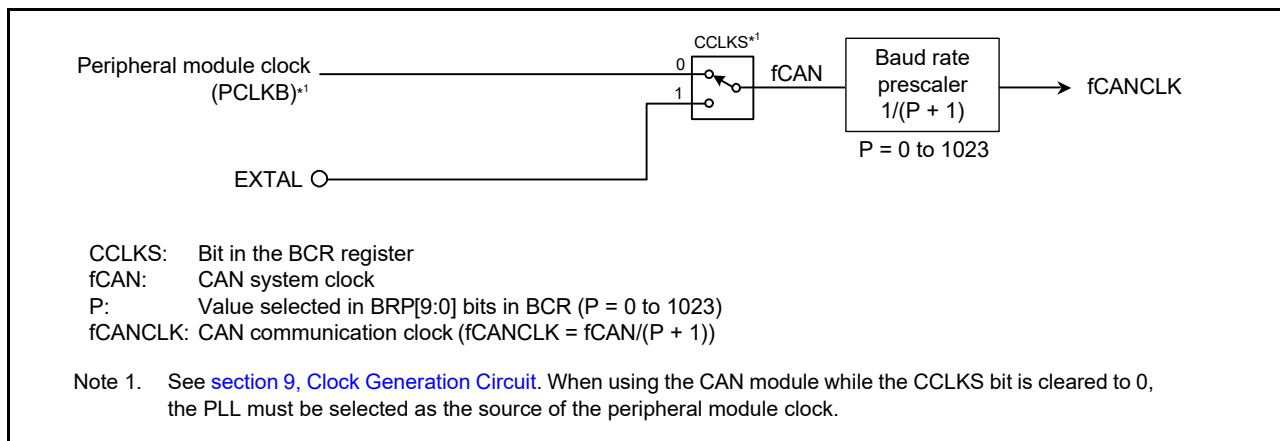 CCLKS*1
Peripheral module clock
(PCLKB)*1
0
1
fCAN
Baud rate
prescaler
1/(P + 1)
fCANCLK
P = 0 to 1023
EXTAL
CCLKS: Bit in the BCR register
fCAN: CAN system clock
P: Value selected in BRP[9:0] bits in BCR (P = 0 to 1023)
fCANCLK: CAN communication clock (fCANCLK = fCAN/(P + 1))
Note 1. See section 9, Clock Generation Circuit. When using the CAN module while the CCLKS bit is cleared to 0,
the PLL must be selected as the source of the peripheral module clock.